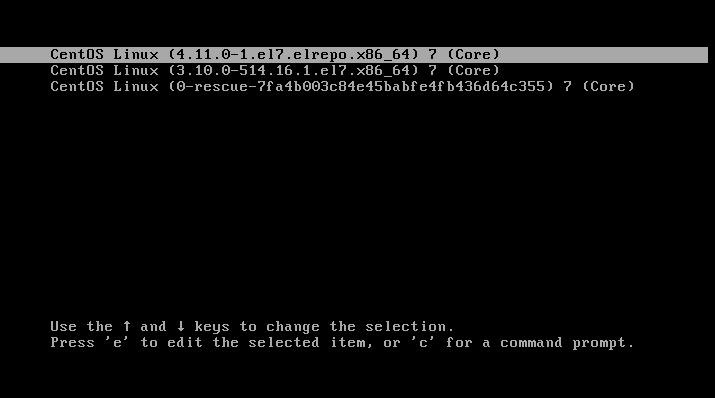 CentOS Linux (4.11.0-1.el7.elrepo.x86_64) 7 (Core)
CentOS Linux (3.10.0-514.16.1.el7.x86_64) 7 (Core)
CentOS Linux (0-rescue-7fa4b003c84e45babfe4fb436d64c355) 7 (Core)
Use the ↑ and ↓ keys to change the selection.
Press 'e' to edit the selected item, or 'c' for a command prompt.